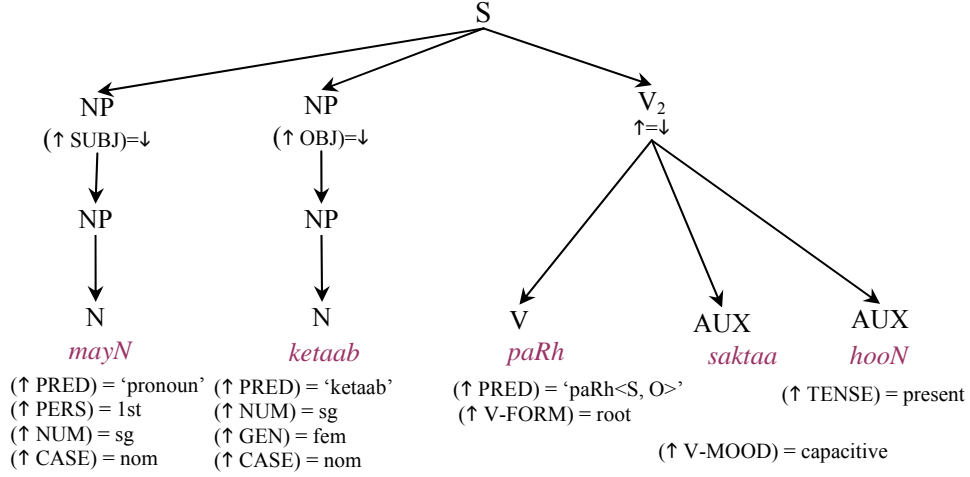 S
NP NP V₂
(↑ SUBJ)=↓ (↑ OBJ)=↓ ↑=↓
NP NP
N N V AUX AUX
mayN ketaab paRh saktaa hooN
(↑ PRED) = ‘pronoun’ (↑ PRED) = ‘ketaab’ (↑ PRED) = ‘paRh<S, O>’ (↑ TENSE) = present
(↑ PERS) = 1st (↑ NUM) = sg (↑ V-FORM) = root
(↑ NUM) = sg (↑ GEN) = fem (↑ V-MOOD) = capacitive
(↑ CASE) = nom (↑ CASE) = nom